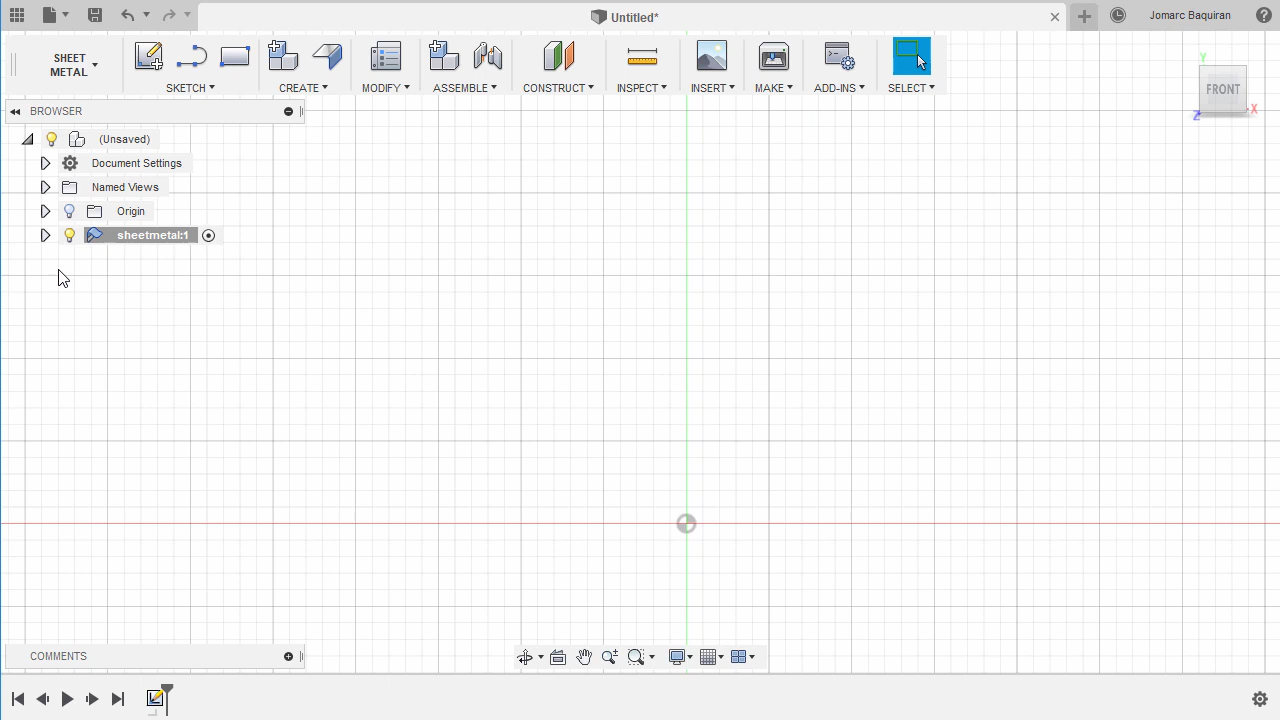 Untitled*
Jomarc Baquiran
SHEET
METAL
SKETCH
CREATE
MODIFY
ASSEMBLE
CONSTRUCT
INSPECT
INSERT
MAKE
ADD-INS
SELECT
Y
FRONT
X
Z
BROWSER
(Unsaved)
Document Settings
Named Views
Origin
sheetmetal:1
COMMENTS